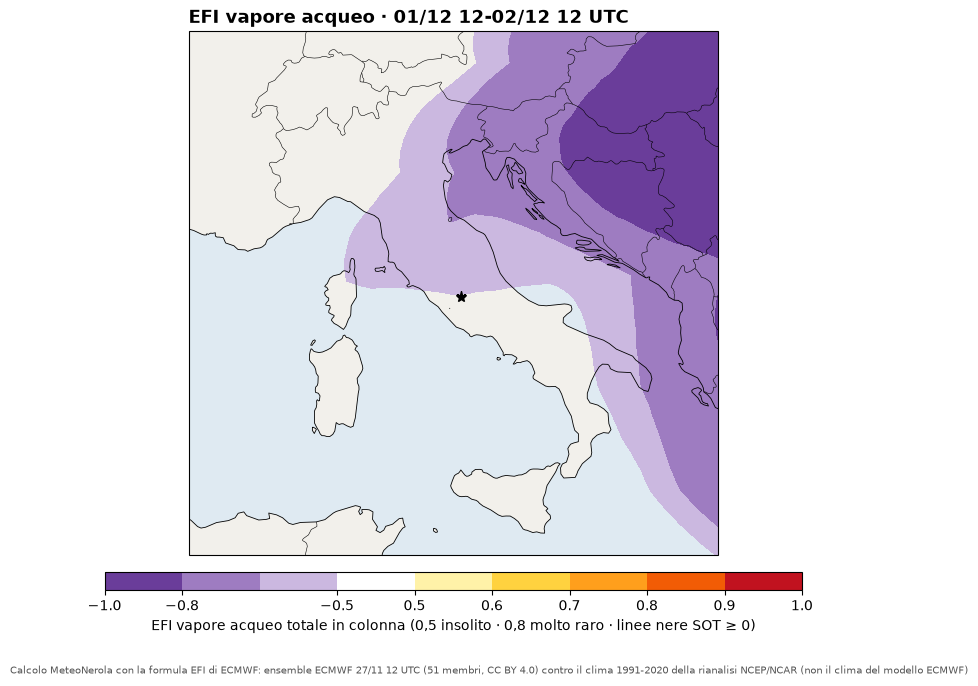 EFI vapore acqueo · 01/12 12-02/12 12 UTC
−1.0 −0.8 −0.5 0.5 0.6 0.7 0.8 0.9 1.0
EFI vapore acqueo totale in colonna (0,5 insolito · 0,8 molto raro · linee nere SOT ≥ 0)
Calcolo MeteoNerola con la formula EFI di ECMWF: ensemble ECMWF 27/11 12 UTC (51 membri, CC BY 4.0) contro il clima 1991-2020 della rianalisi NCEP/NCAR (non il clima del modello ECMWF)